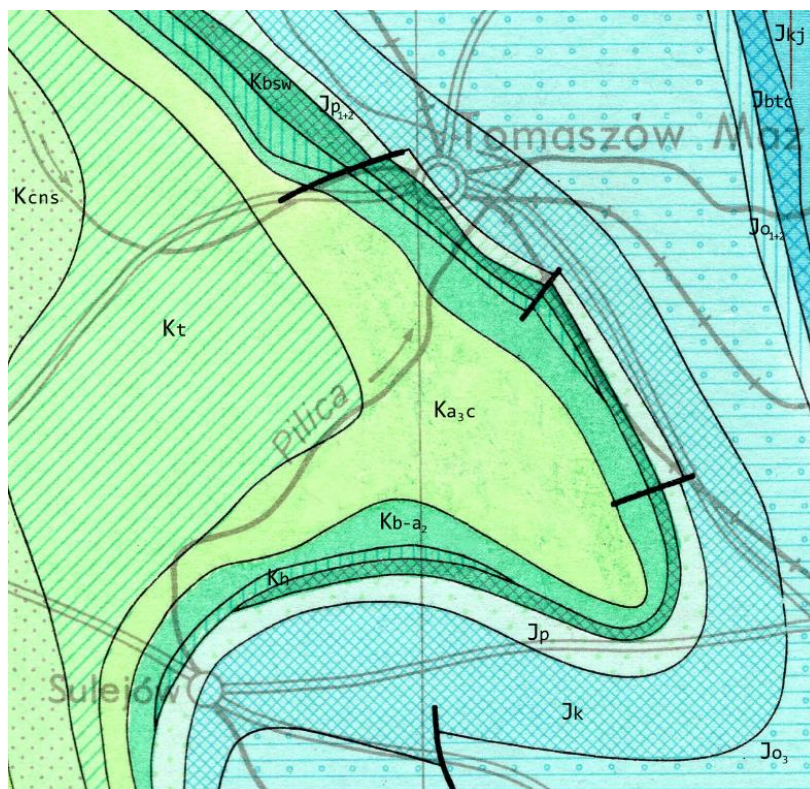 Jkj
Kbsw
Jbtc
Jp₁₊₂
Tomaszów Maz
Kcns
Jo₁₊₂
Kt
Pilica
Ka₃c
Kb-a₂
Kh
Jp
Sulejów
Jk
Jo₃